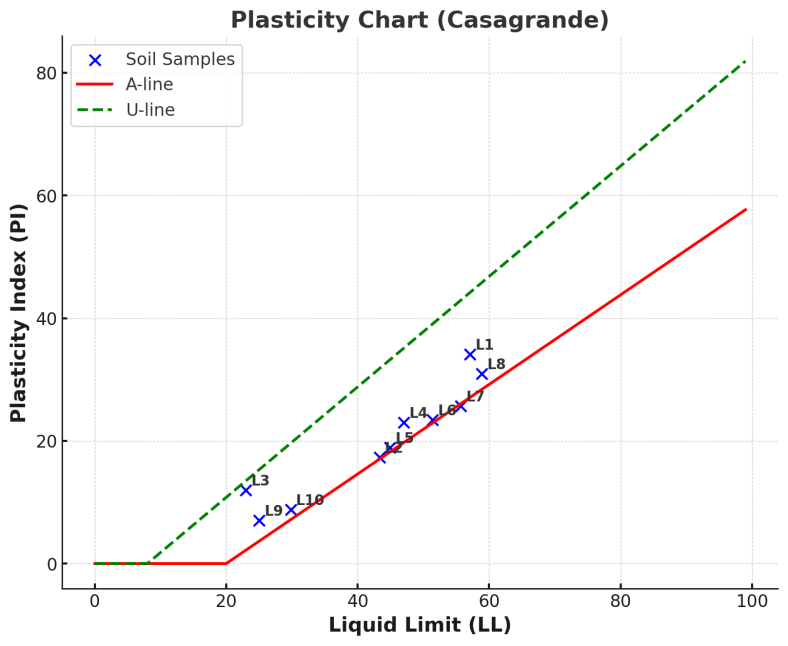 Plasticity Chart (Casagrande)
Soil Samples
A-line
U-line
Plasticity Index (PI)
80
60
40
20
0
L1
L8
L7
L4
L6
L5
L2
L3
L10
L9
0 20 40 60 80 100
Liquid Limit (LL)